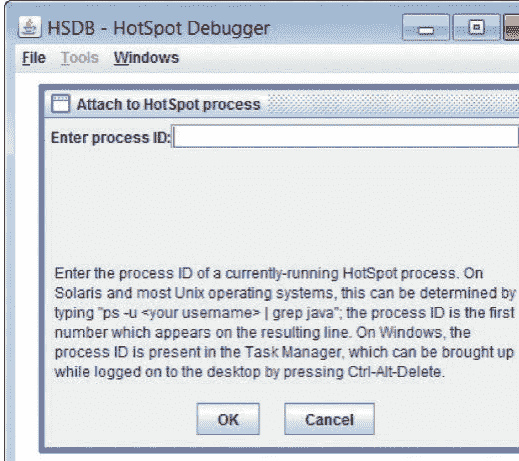 HSDB - HotSpot Debugger
File Tools Windows
Attach to HotSpot process
Enter process ID:
Enter the process ID of a currently-running HotSpot process. On
Solaris and most Unix operating systems, this can be determined by
typing "ps -u <your username> | grep java"; the process ID is the first
number which appears on the resulting line. On Windows, the
process ID is present in the Task Manager, which can be brought up
while logged on to the desktop by pressing Ctrl-Alt-Delete.
OK Cancel